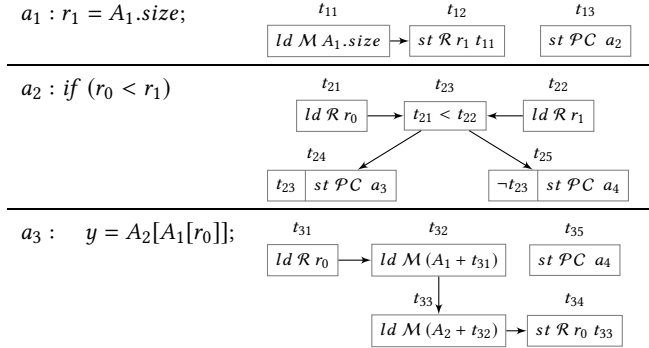 a₁ : r₁ = A₁.size;
t₁₁ t₁₂ t₁₃
ld ℳ A₁.size st ℛ r₁ t₁₁ st 𝒫𝒞 a₂
a₂ : if (r₀ < r₁)
t₂₁ t₂₃ t₂₂
ld ℛ r₀ t₂₁ < t₂₂ ld ℛ r₁
t₂₄ t₂₅
t₂₃ st 𝒫𝒞 a₃ ¬t₂₃ st 𝒫𝒞 a₄
a₃ : y = A₂[A₁[r₀]];
t₃₁ t₃₂ t₃₅
ld ℛ r₀ ld ℳ (A₁ + t₃₁) st 𝒫𝒞 a₄
t₃₃ t₃₄
ld ℳ (A₂ + t₃₂) st ℛ r₀ t₃₃